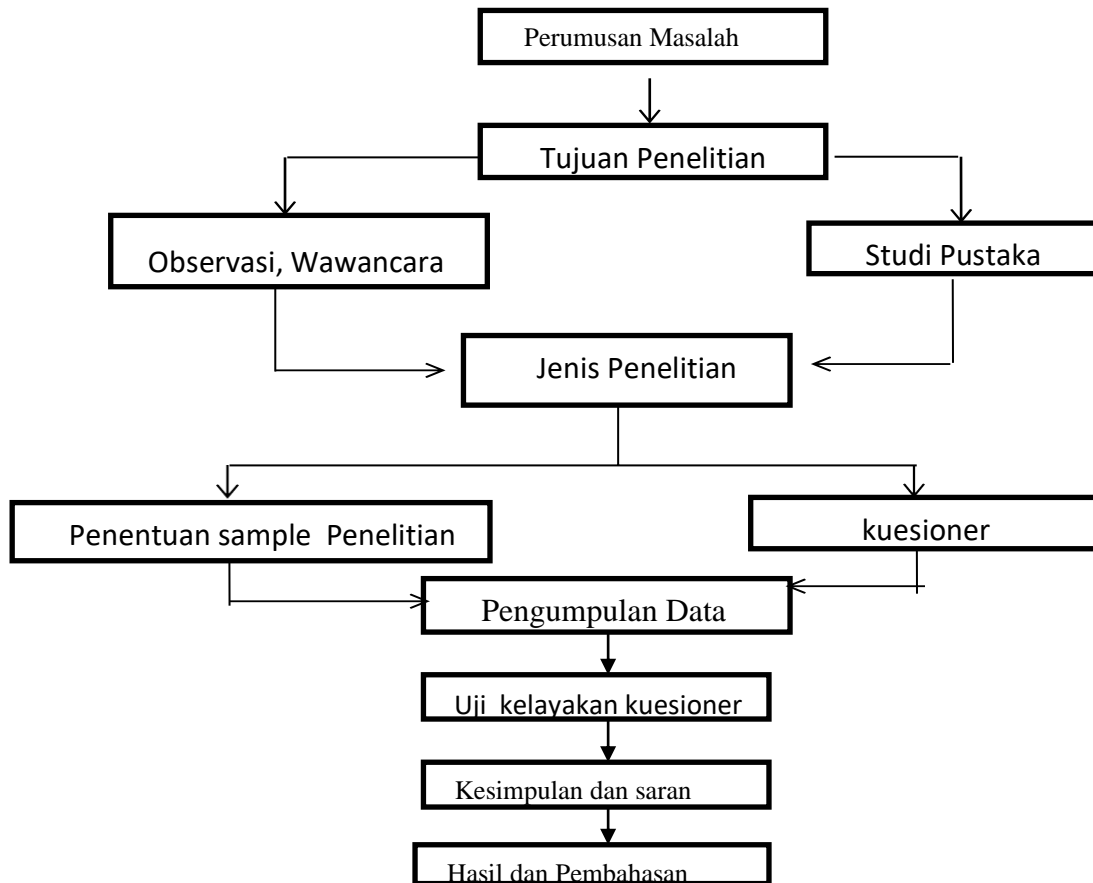 Perumusan Masalah
Tujuan Penelitian
Observasi, Wawancara
Studi Pustaka
Jenis Penelitian
Penentuan sample Penelitian
kuesioner
Pengumpulan Data
Uji kelayakan kuesioner
Kesimpulan dan saran
Hasil dan Pembahasan